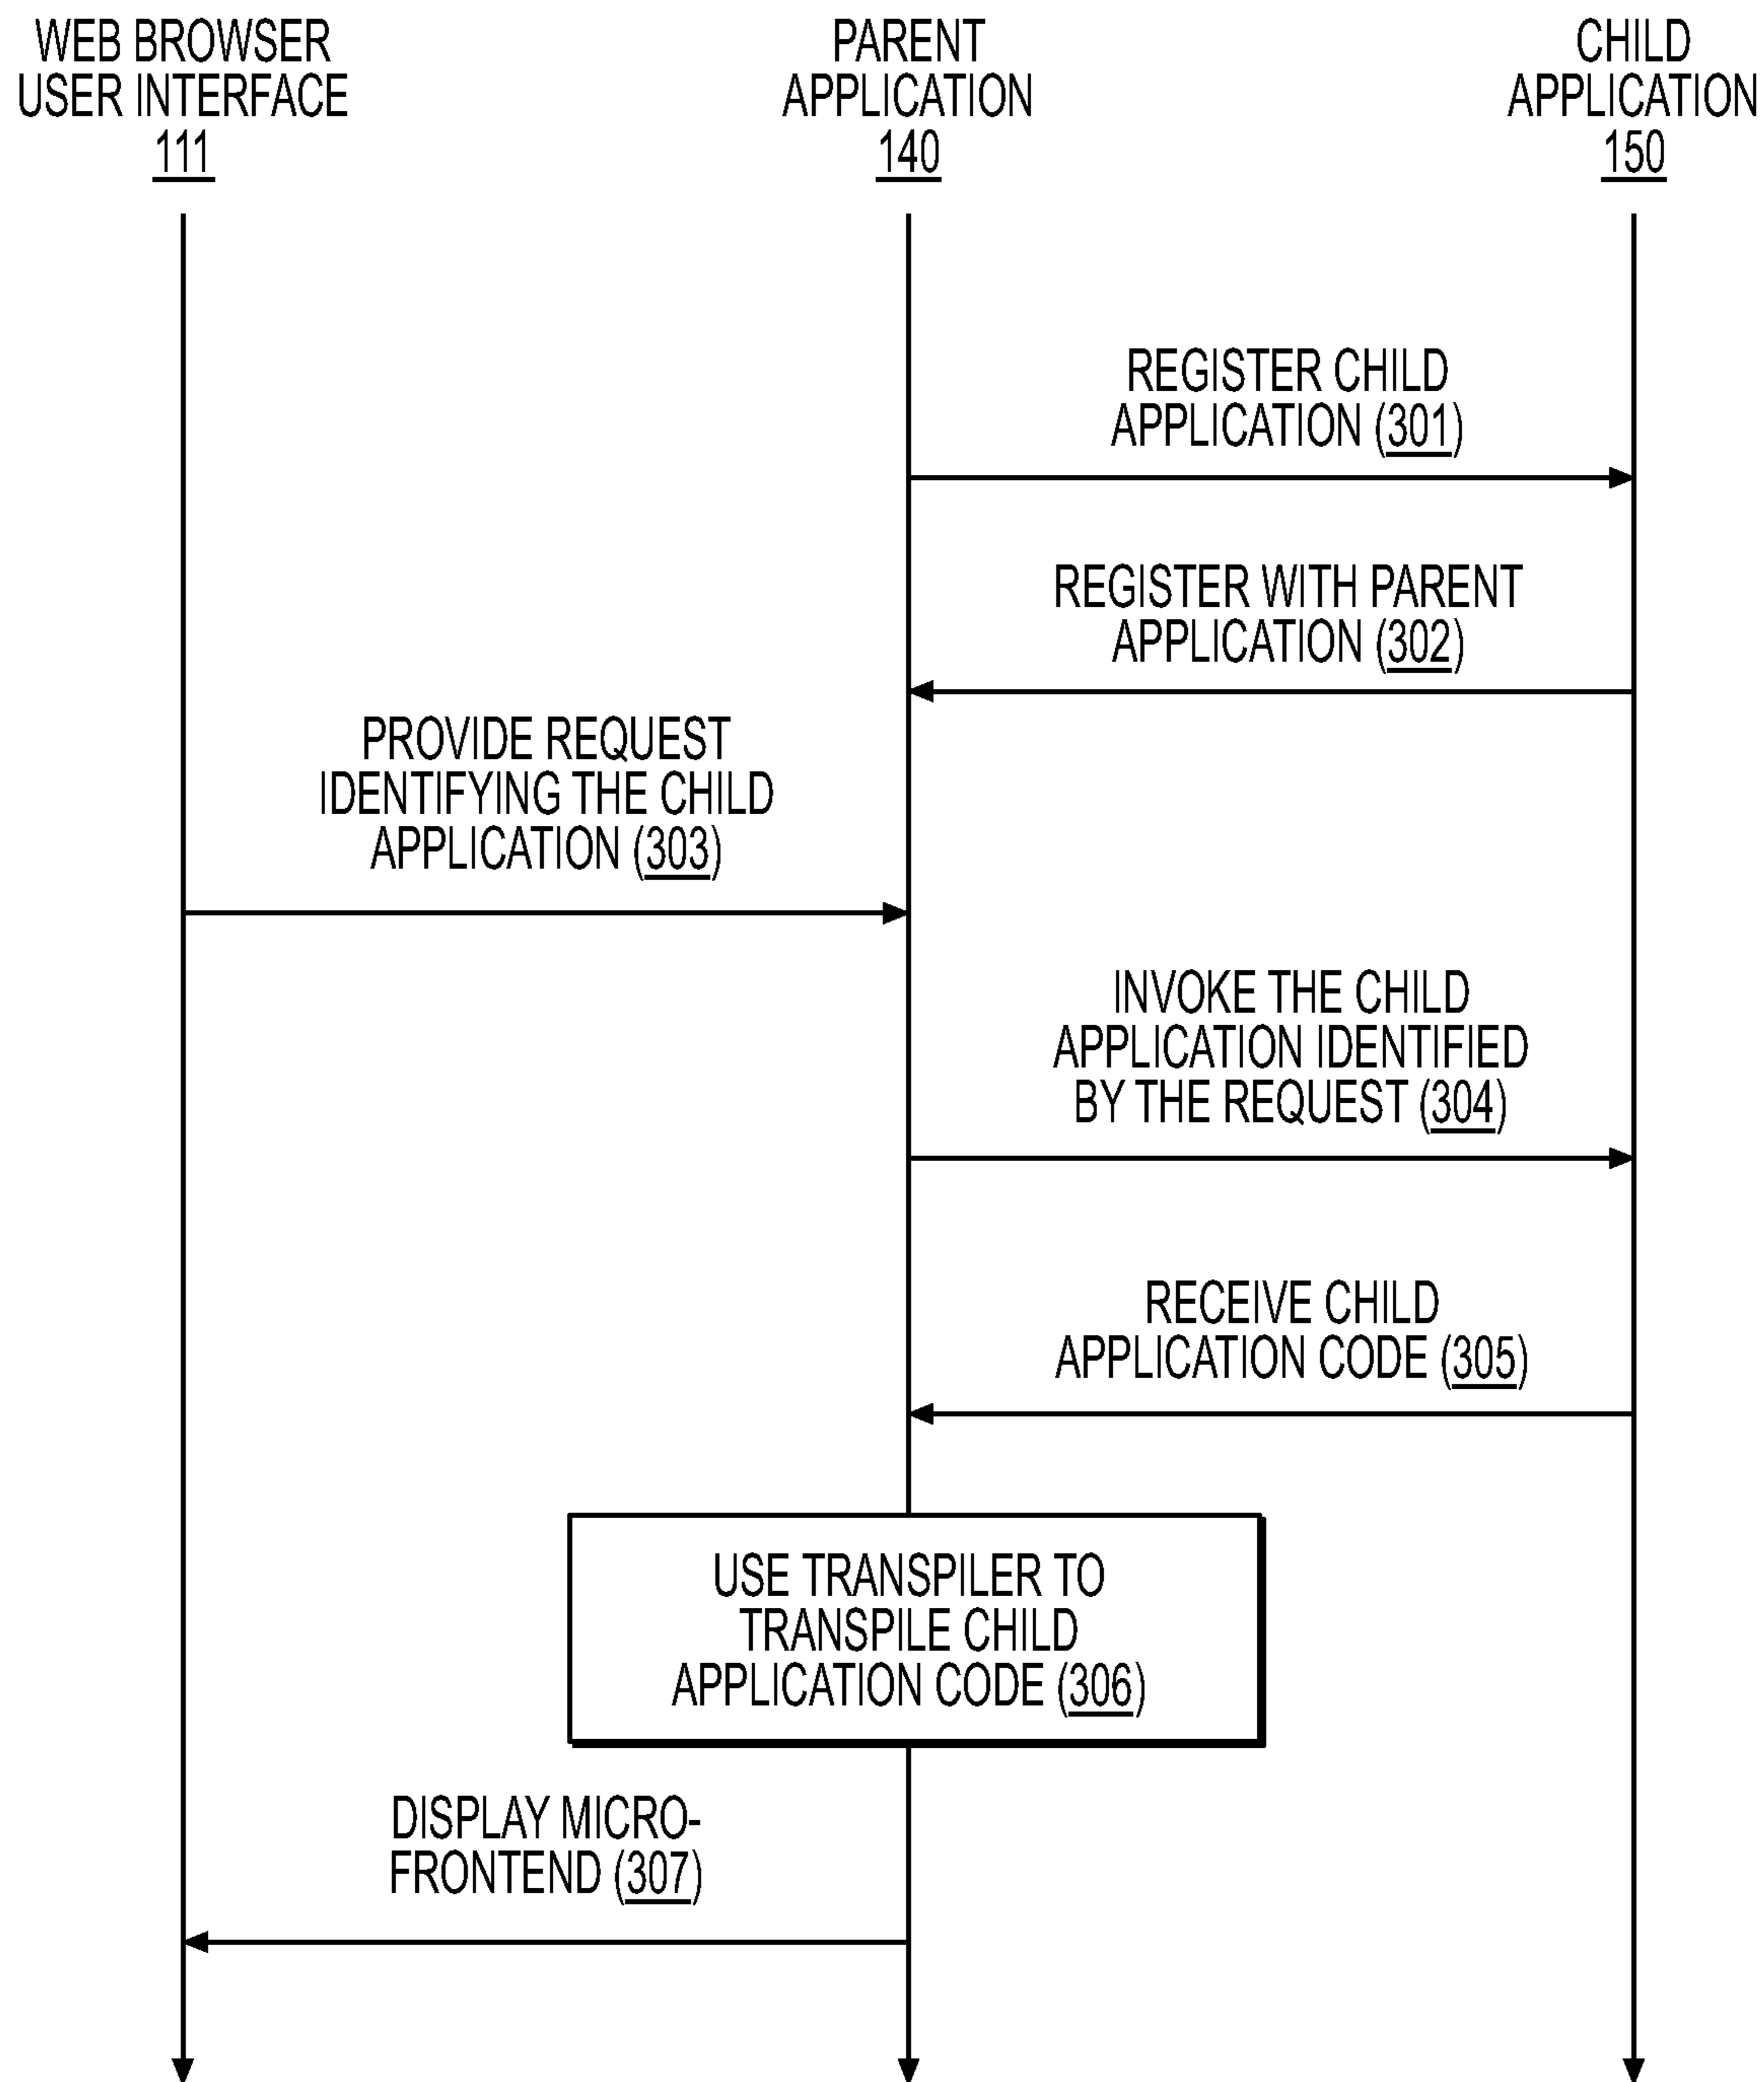 WEB BROWSER
USER INTERFACE
111
PARENT
APPLICATION
140
CHILD
APPLICATION
150
REGISTER CHILD
APPLICATION (301)
REGISTER WITH PARENT
APPLICATION (302)
PROVIDE REQUEST
IDENTIFYING THE CHILD
APPLICATION (303)
INVOKE THE CHILD
APPLICATION IDENTIFIED
BY THE REQUEST (304)
RECEIVE CHILD
APPLICATION CODE (305)
USE TRANSPILER TO
TRANSPILE CHILD
APPLICATION CODE (306)
DISPLAY MICRO-
FRONTEND (307)